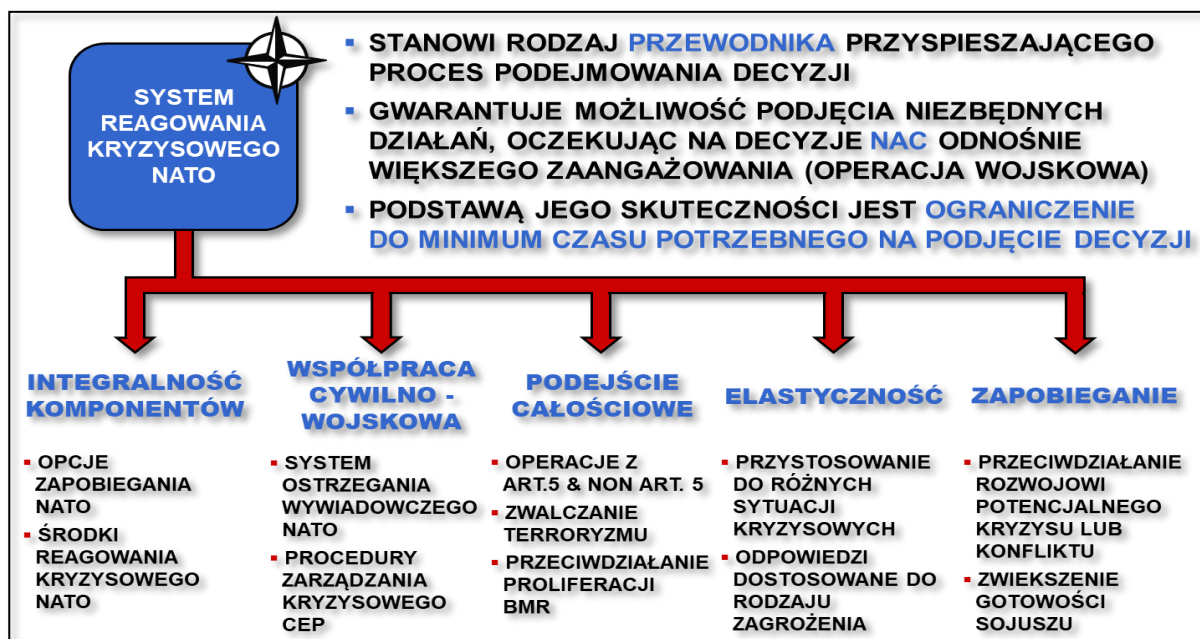 SYSTEM
REAGOWANIA
KRYZYSOWEGO
NATO
▪ STANOWI RODZAJ PRZEWODNIKA PRZYSPIESZAJĄCEGO
PROCES PODEJMOWANIA DECYZJI
▪ GWARANTUJE MOŻLIWOŚĆ PODJĘCIA NIEZBĘDNYCH
DZIAŁAŃ, OCZEKUJĄC NA DECYZJE NAC ODNOŚNIE
WIĘKSZEGO ZAANGAŻOWANIA (OPERACJA WOJSKOWA)
▪ PODSTAWĄ JEGO SKUTECZNOŚCI JEST OGRANICZENIE
DO MINIMUM CZASU POTRZEBNEGO NA PODJĘCIE DECYZJI
INTEGRALNOŚĆ
KOMPONENTÓW
▪ OPCJE
ZAPOBIEGANIA
NATO
▪ ŚRODKI
REAGOWANIA
KRYZYSOWEGO
NATO
WSPÓŁPRACA
CYWILNO -
WOJSKOWA
▪ SYSTEM
OSTRZEGANIA
WYWIADOWCZEGO
NATO
▪ PROCEDURY
ZARZĄDZANIA
KRYZYSOWEGO
CEP
PODEJŚCIE
CAŁOŚCIOWE
▪ OPERACJE Z
ART.5 & NON ART. 5
▪ ZWALCZANIE
TERRORYZMU
▪ PRZECIWDZIAŁANIE
PROLIFERACJI
BMR
ELASTYCZNOŚĆ
▪ PRZYSTOSOWANIE
DO RÓŻNYCH
SYTUACJI
KRYZYSOWYCH
▪ ODPOWIEDZI
DOSTOSOWANE DO
RODZAJU
ZAGROŻENIA
ZAPOBIEGANIE
▪ PRZECIWDZIAŁANIE
ROZWOJOWI
POTENCJALNEGO
KRYZYSU LUB
KONFLIKTU
▪ ZWIEKSZENIE
GOTOWOŚCI
SOJUSZU